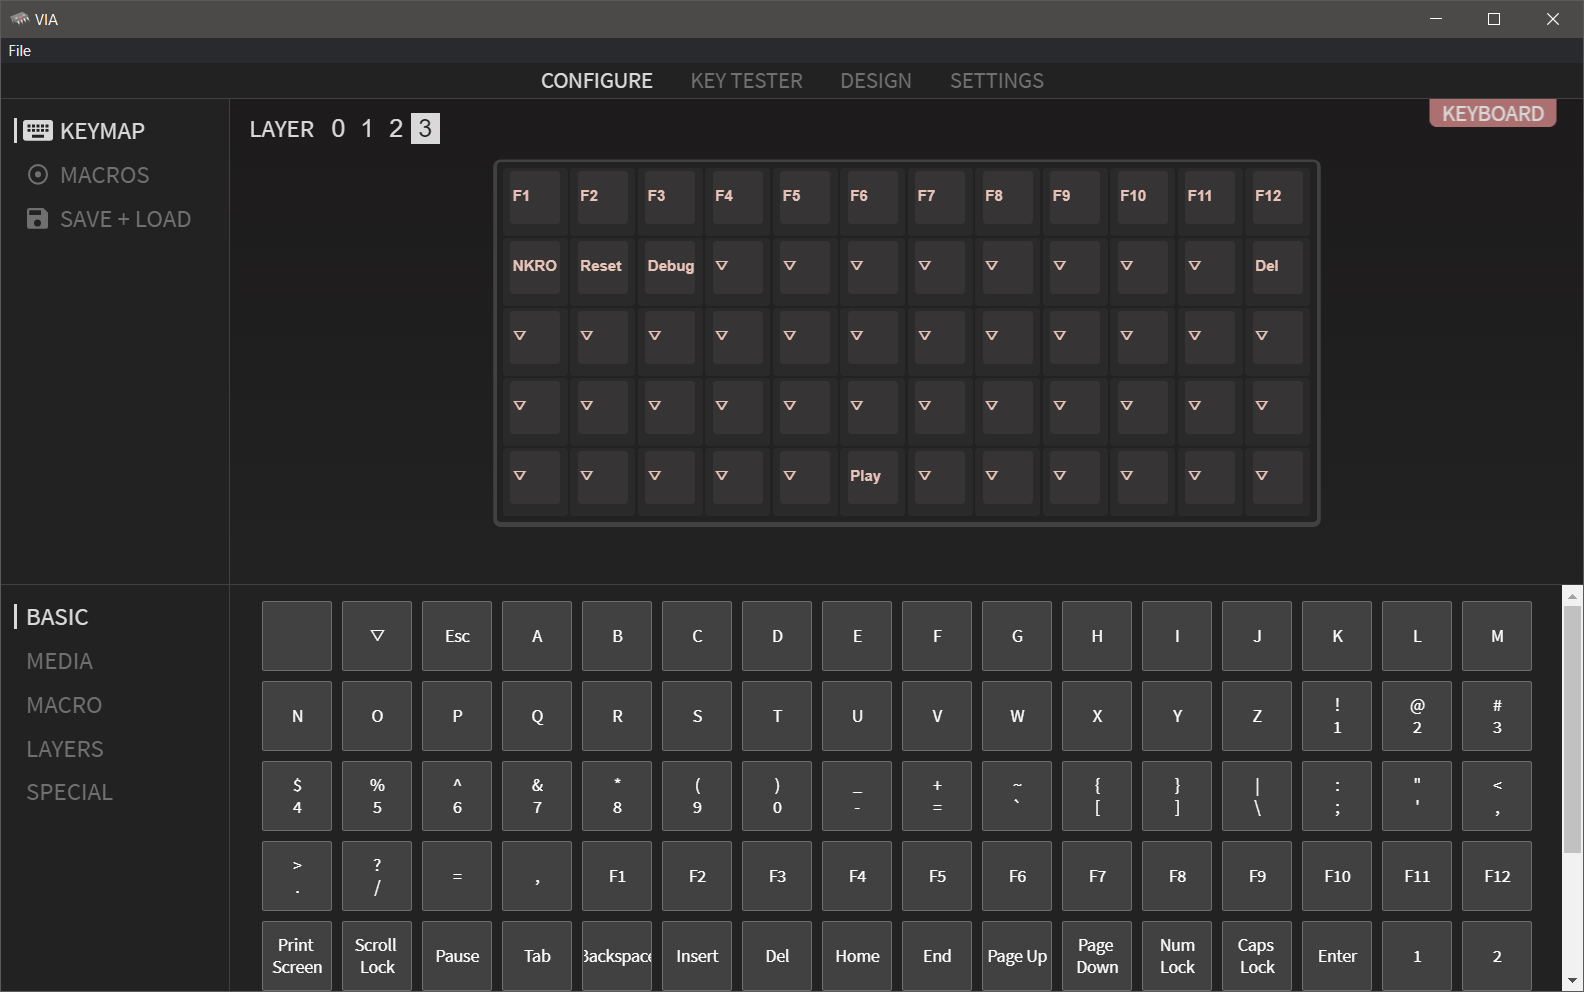 VIA
File
CONFIGURE KEY TESTER DESIGN SETTINGS
KEYMAP
MACROS
SAVE + LOAD
LAYER 0 1 2 3
KEYBOARD
F1 F2 F3 F4 F5 F6 F7 F8 F9 F10 F11 F12
NKRO Reset Debug ▽ ▽ ▽ ▽ ▽ ▽ ▽ ▽ Del
▽ ▽ ▽ ▽ ▽ ▽ ▽ ▽ ▽ ▽ ▽ ▽
▽ ▽ ▽ ▽ ▽ ▽ ▽ ▽ ▽ ▽ ▽ ▽
▽ ▽ ▽ ▽ ▽ Play ▽ ▽ ▽ ▽ ▽ ▽
BASIC
MEDIA
MACRO
LAYERS
SPECIAL
▽ Esc A B C D E F G H I J K L M
N O P Q R S T U V W X Y Z ! @ #
1 2 3
$ % ^ & * ( ) _ + ~ { } | : " <
4 5 6 7 8 9 0 - = ` [ ] \ ; ' ,
> ?
. / = , F1 F2 F3 F4 F5 F6 F7 F8 F9 F10 F11 F12
Print Scroll Pause Tab Backspace Insert Del Home End Page Up Page Num Caps Enter 1 2
Screen Lock Down Lock Lock